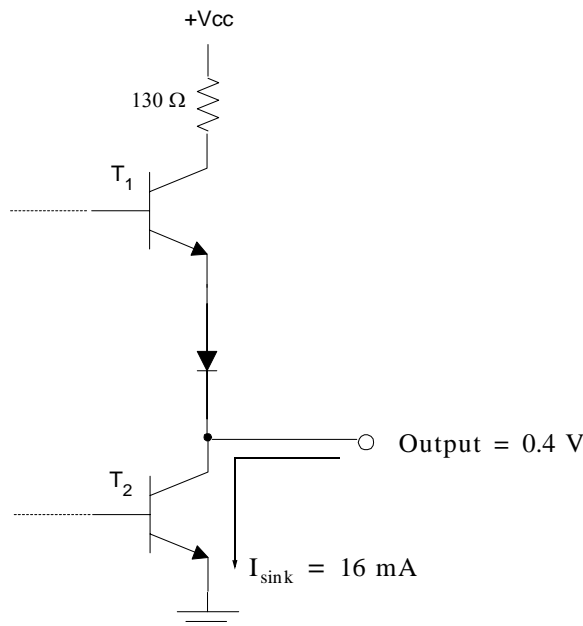 +Vcc
130 Ω
T1
Output = 0.4 V
T2
Isink = 16 mA